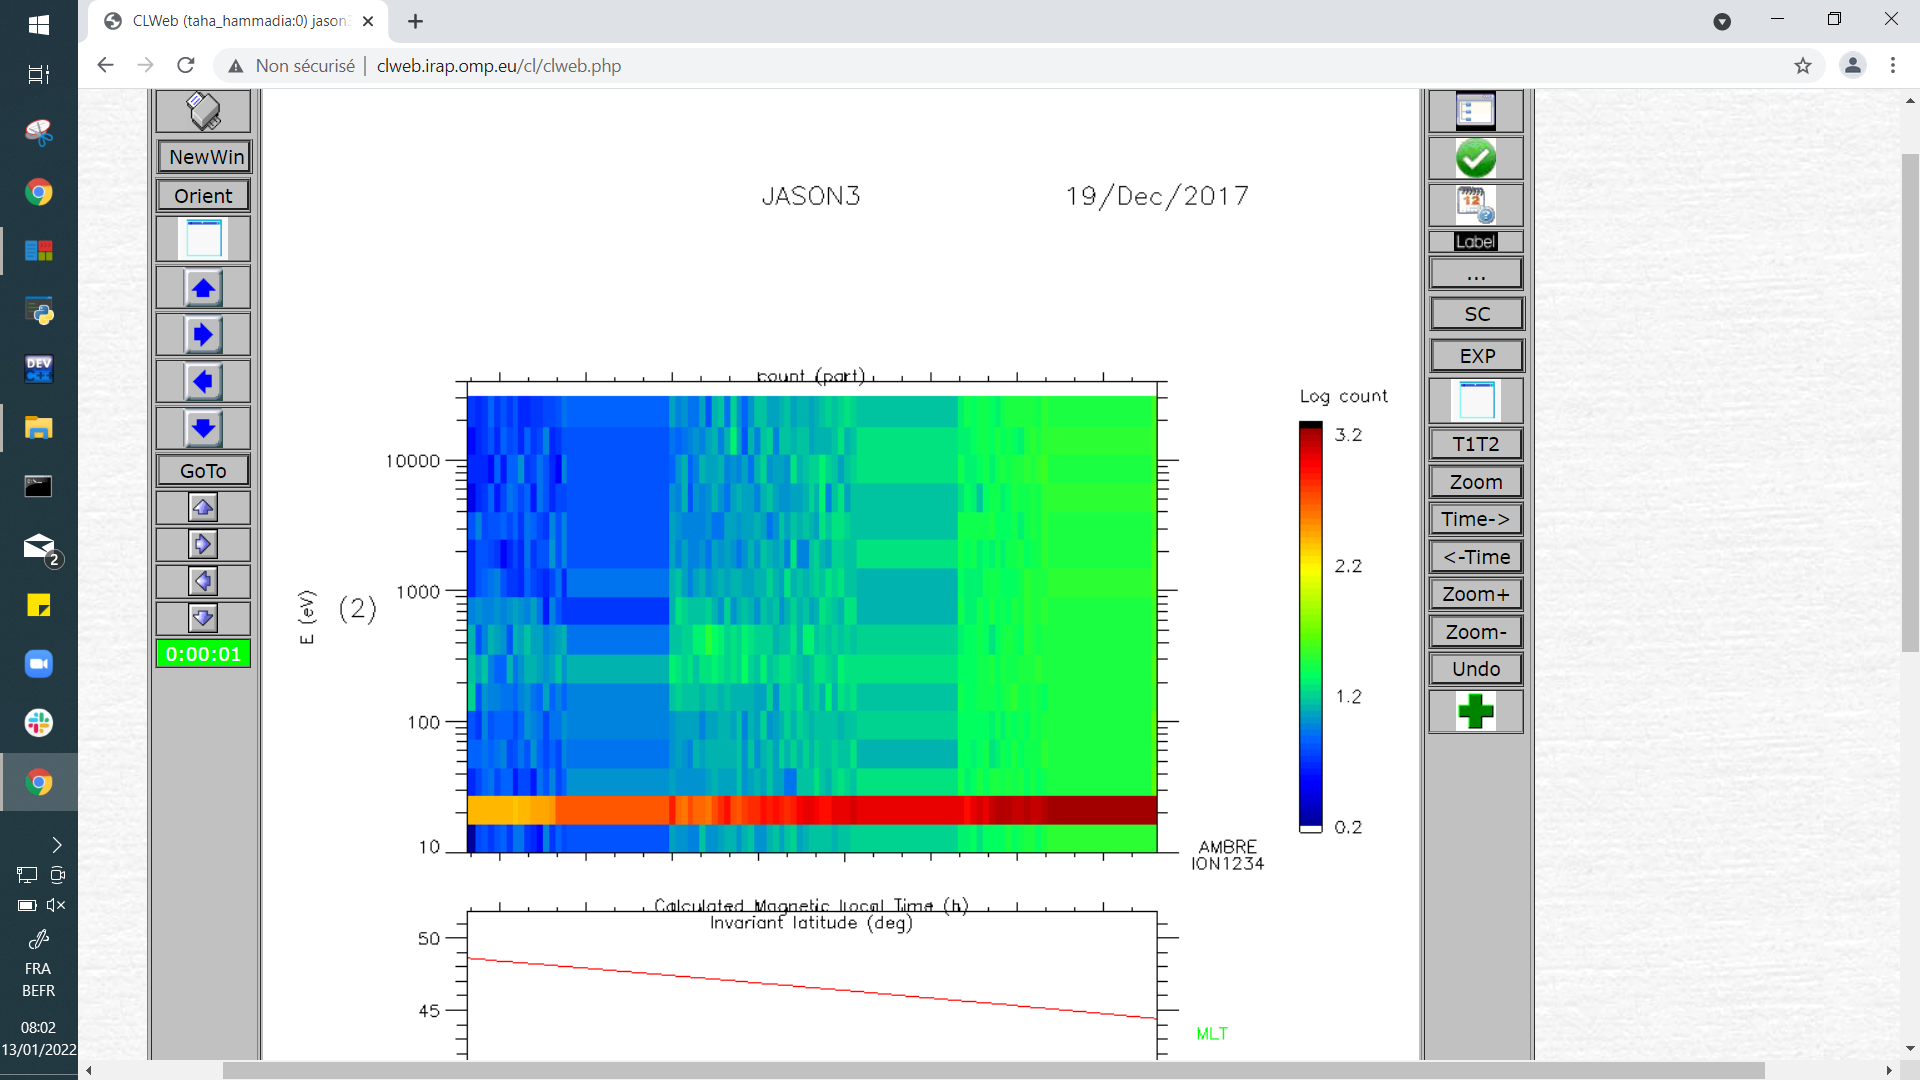 CLWeb (taha_hammadia:0) jason3
Non sécurisé
clweb.irap.omp.eu/cl/clweb.php
NewWin
Orient
GoTo
0:00:01
JASON3 19/Dec/2017
count (part)
10000
1000
100
10
E (eV)
(2)
Log count
3.2
2.2
1.2
0.2
AMBRE
ION1234
Calculated Magnetic Local Time (h)
Invariant latitude (deg)
50
45
MLT
12
Label
...
SC
EXP
T1T2
Zoom
Time->
<-Time
Zoom+
Zoom-
Undo
DEV
C++
2
FRA
BEFR
08:02
13/01/2022